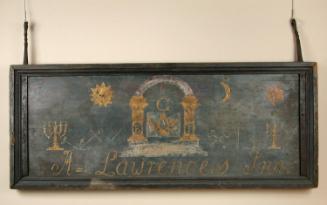 G
A= Lawrence,s Inn